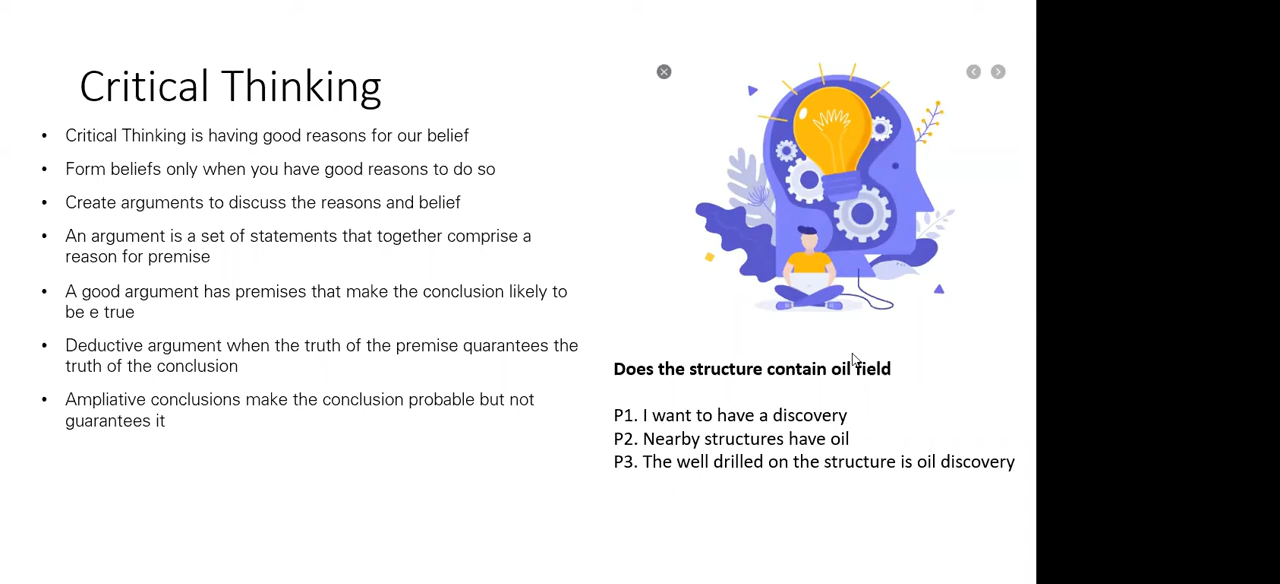 Critical Thinking
• Critical Thinking is having good reasons for our belief
• Form beliefs only when you have good reasons to do so
• Create arguments to discuss the reasons and belief
• An argument is a set of statements that together comprise a
reason for premise
• A good argument has premises that make the conclusion likely to
be e true
• Deductive argument when the truth of the premise quarantees the
truth of the conclusion
• Ampliative conclusions make the conclusion probable but not
guarantees it
Does the structure contain oil field
P1. I want to have a discovery
P2. Nearby structures have oil
P3. The well drilled on the structure is oil discovery